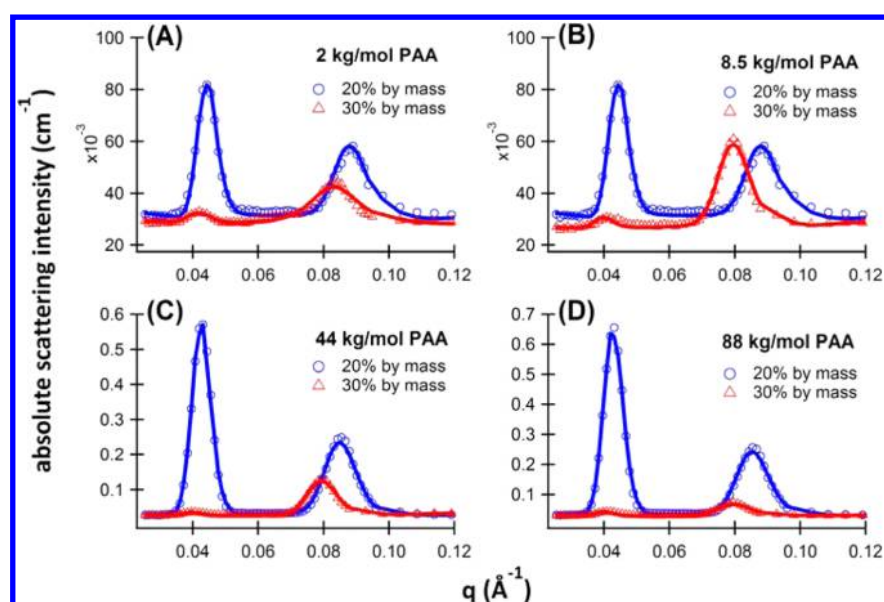 absolute scattering intensity (cm⁻¹)
(A)
2 kg/mol PAA
20% by mass
30% by mass
x10⁻³
100
80
60
40
20
0.04 0.06 0.08 0.10 0.12
(B)
8.5 kg/mol PAA
20% by mass
30% by mass
x10⁻³
100
80
60
40
20
0.04 0.06 0.08 0.10 0.12
(C)
44 kg/mol PAA
20% by mass
30% by mass
0.6
0.5
0.4
0.3
0.2
0.1
0.04 0.06 0.08 0.10 0.12
(D)
88 kg/mol PAA
20% by mass
30% by mass
0.7
0.6
0.5
0.4
0.3
0.2
0.1
0.04 0.06 0.08 0.10 0.12
q (Å⁻¹)